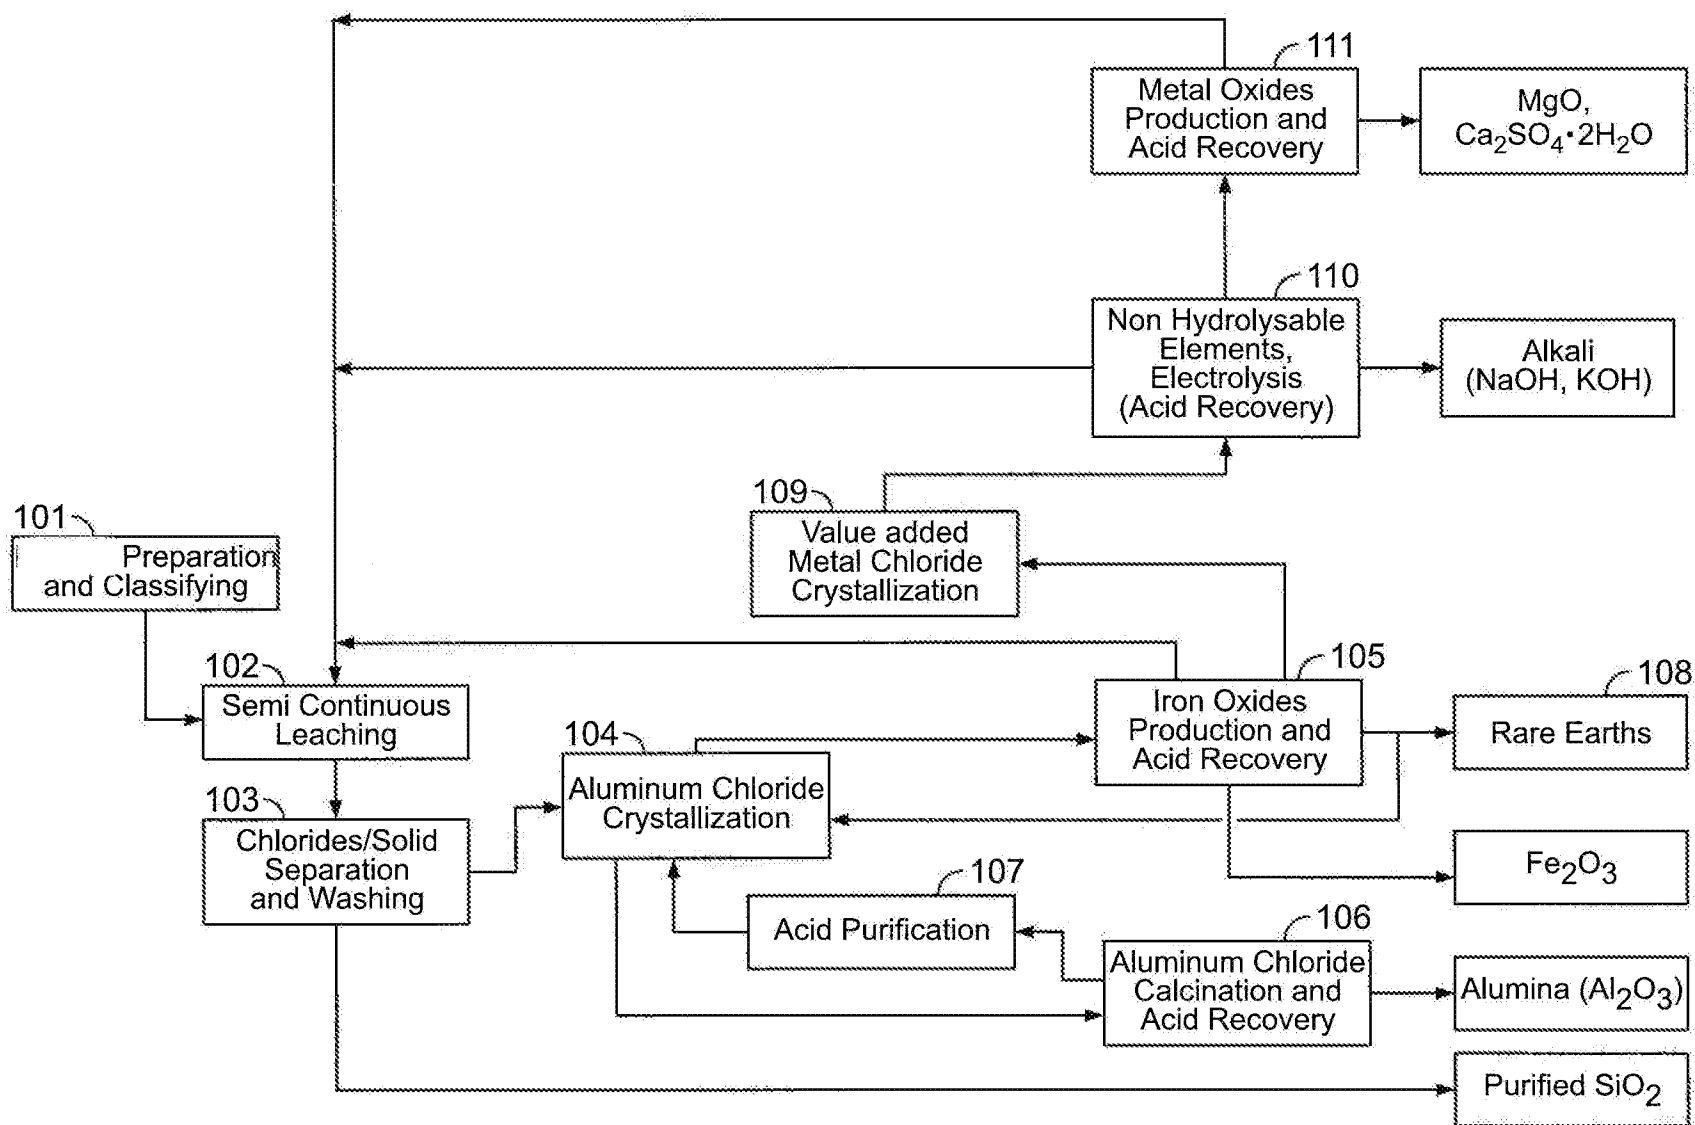 111
Metal Oxides
Production and
Acid Recovery
MgO,
Ca2SO4•2H2O
110
Non Hydrolysable
Elements,
Electrolysis
(Acid Recovery)
Alkali
(NaOH, KOH)
109
Value added
Metal Chloride
Crystallization
101
Preparation
and Classifying
102
Semi Continuous
Leaching
105
Iron Oxides
Production and
Acid Recovery
108
Rare Earths
104
Aluminum Chloride
Crystallization
103
Chlorides/Solid
Separation
and Washing
Fe2O3
107
Acid Purification
106
Aluminum Chloride
Calcination and
Acid Recovery
Alumina (Al2O3)
Purified SiO2